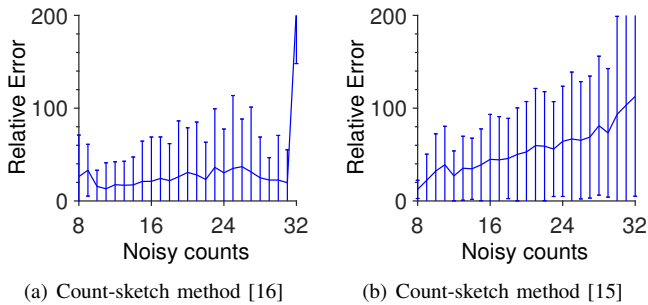 200
100
0
Relative Error
8 16 24 32
Noisy counts
(a) Count-sketch method [16]
200
100
0
Relative Error
8 16 24 32
Noisy counts
(b) Count-sketch method [15]